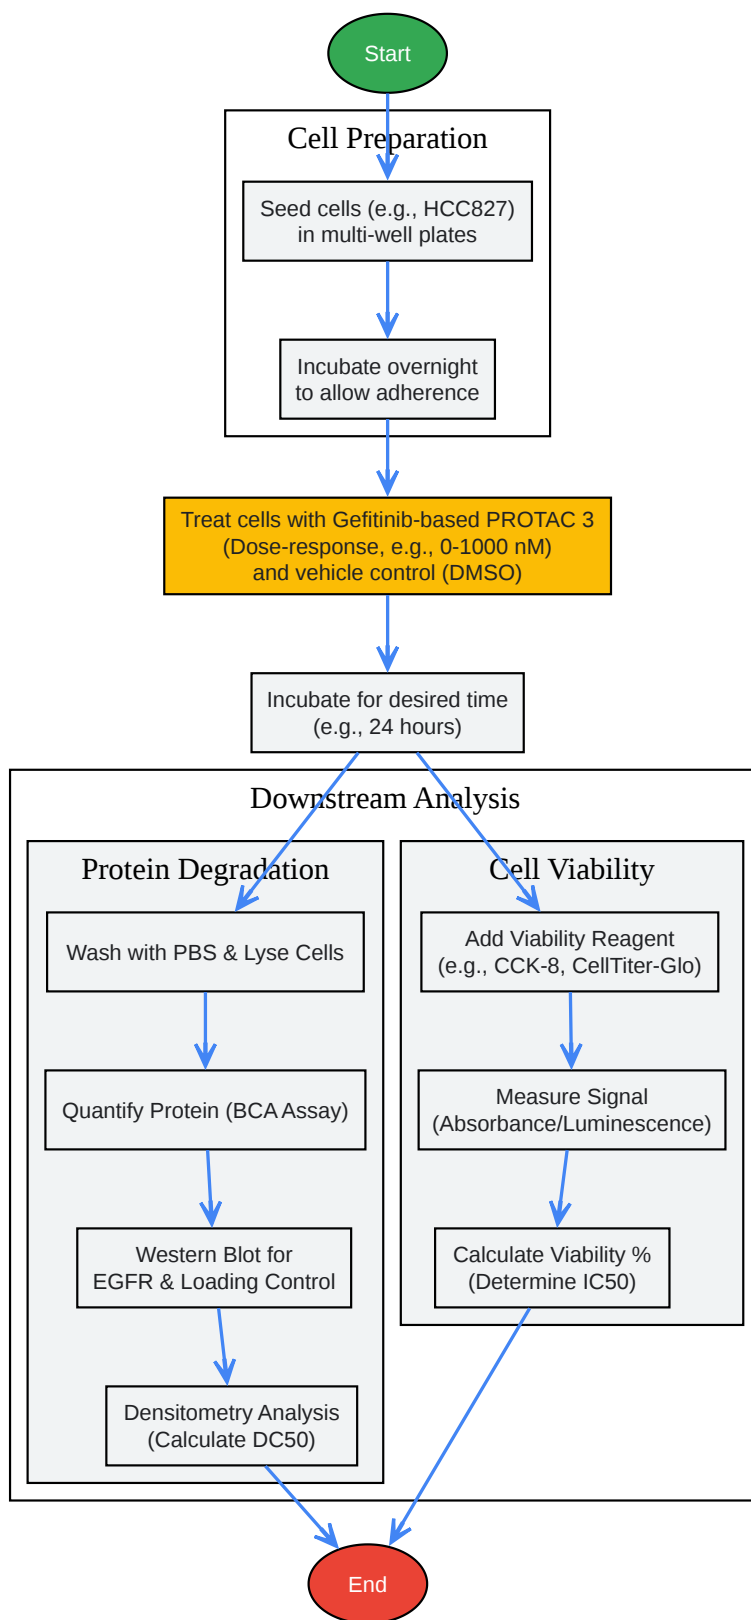 Start
Cell Preparation
Seed cells (e.g., HCC827)
in multi-well plates
Incubate overnight
to allow adherence
Treat cells with Gefitinib-based PROTAC 3
(Dose-response, e.g., 0-1000 nM)
and vehicle control (DMSO)
Incubate for desired time
(e.g., 24 hours)
Downstream Analysis
Protein Degradation
Wash with PBS & Lyse Cells
Quantify Protein (BCA Assay)
Western Blot for
EGFR & Loading Control
Densitometry Analysis
(Calculate DC50)
Cell Viability
Add Viability Reagent
(e.g., CCK-8, CellTiter-Glo)
Measure Signal
(Absorbance/Luminescence)
Calculate Viability %
(Determine IC50)
End